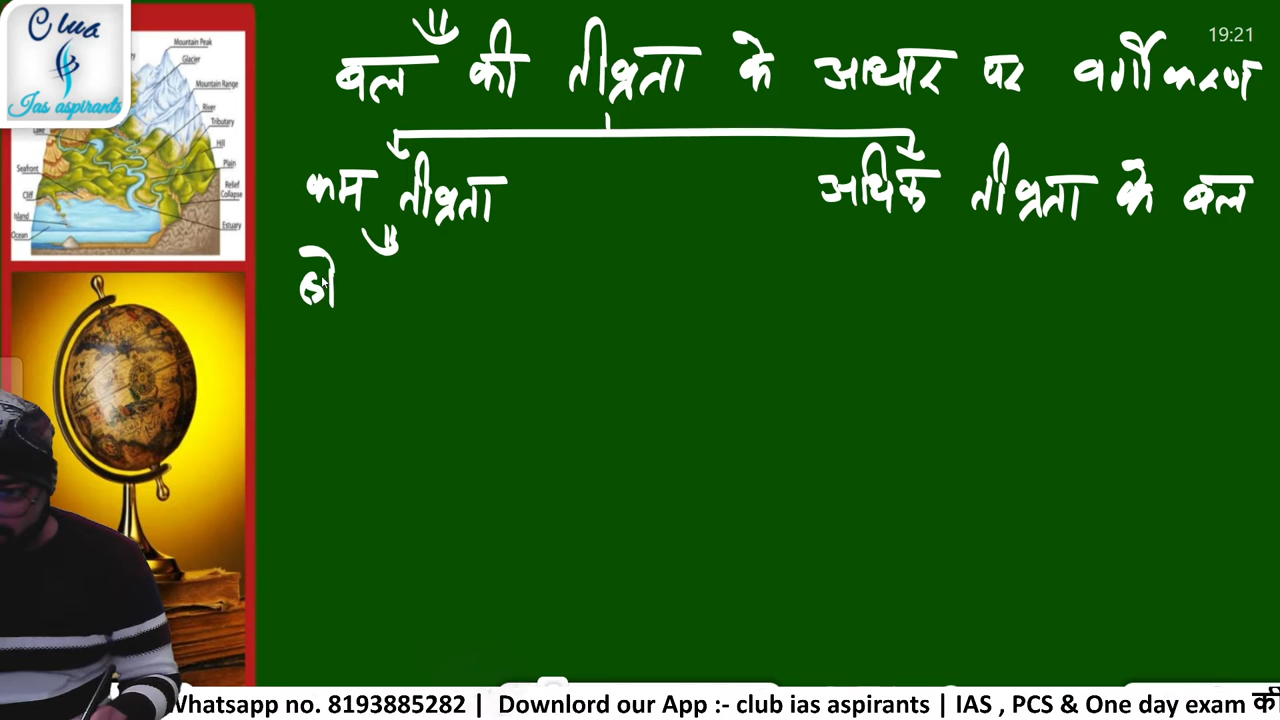 Club
Ias aspirants
19:21
Mountain Peak
Glacier
Mountain Range
River
Tributary
Lake
Hill
Plain
Seafront
Relief
Collapse
Cliff
Island
Estuary
Ocean
बल की तीव्रता के आधार पर वर्गीकरण
कम तीव्रता
अधिक तीव्रता के बल
हो
Whatsapp no. 8193885282 | Downlord our App :- club ias aspirants | IAS , PCS & One day exam की